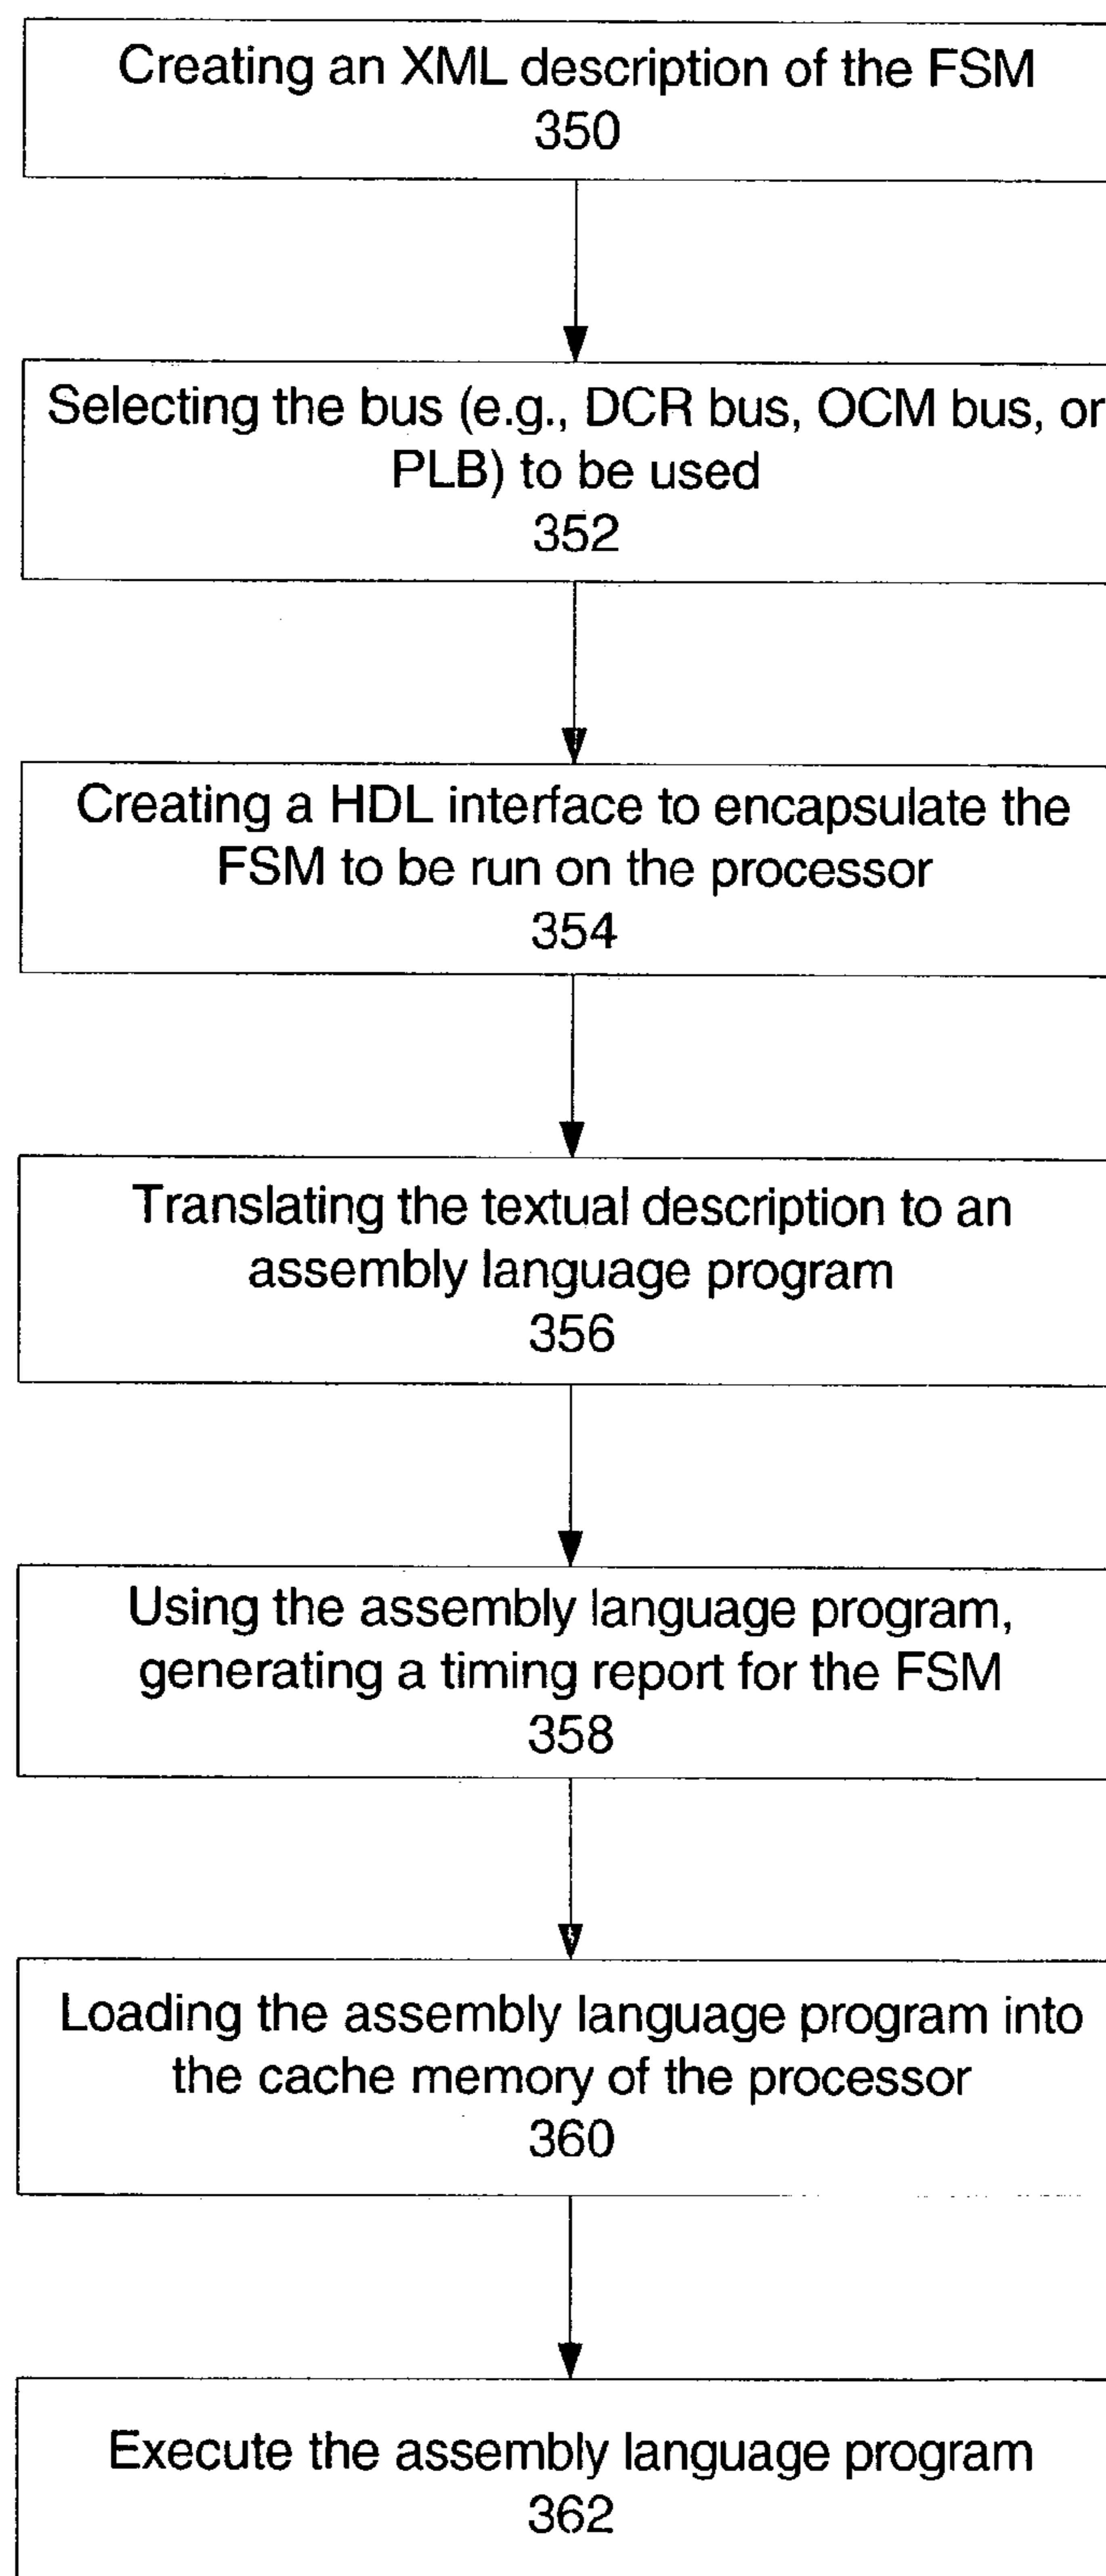 Creating an XML description of the FSM
350
Selecting the bus (e.g., DCR bus, OCM bus, or
PLB) to be used
352
Creating a HDL interface to encapsulate the
FSM to be run on the processor
354
Translating the textual description to an
assembly language program
356
Using the assembly language program,
generating a timing report for the FSM
358
Loading the assembly language program into
the cache memory of the processor
360
Execute the assembly language program
362